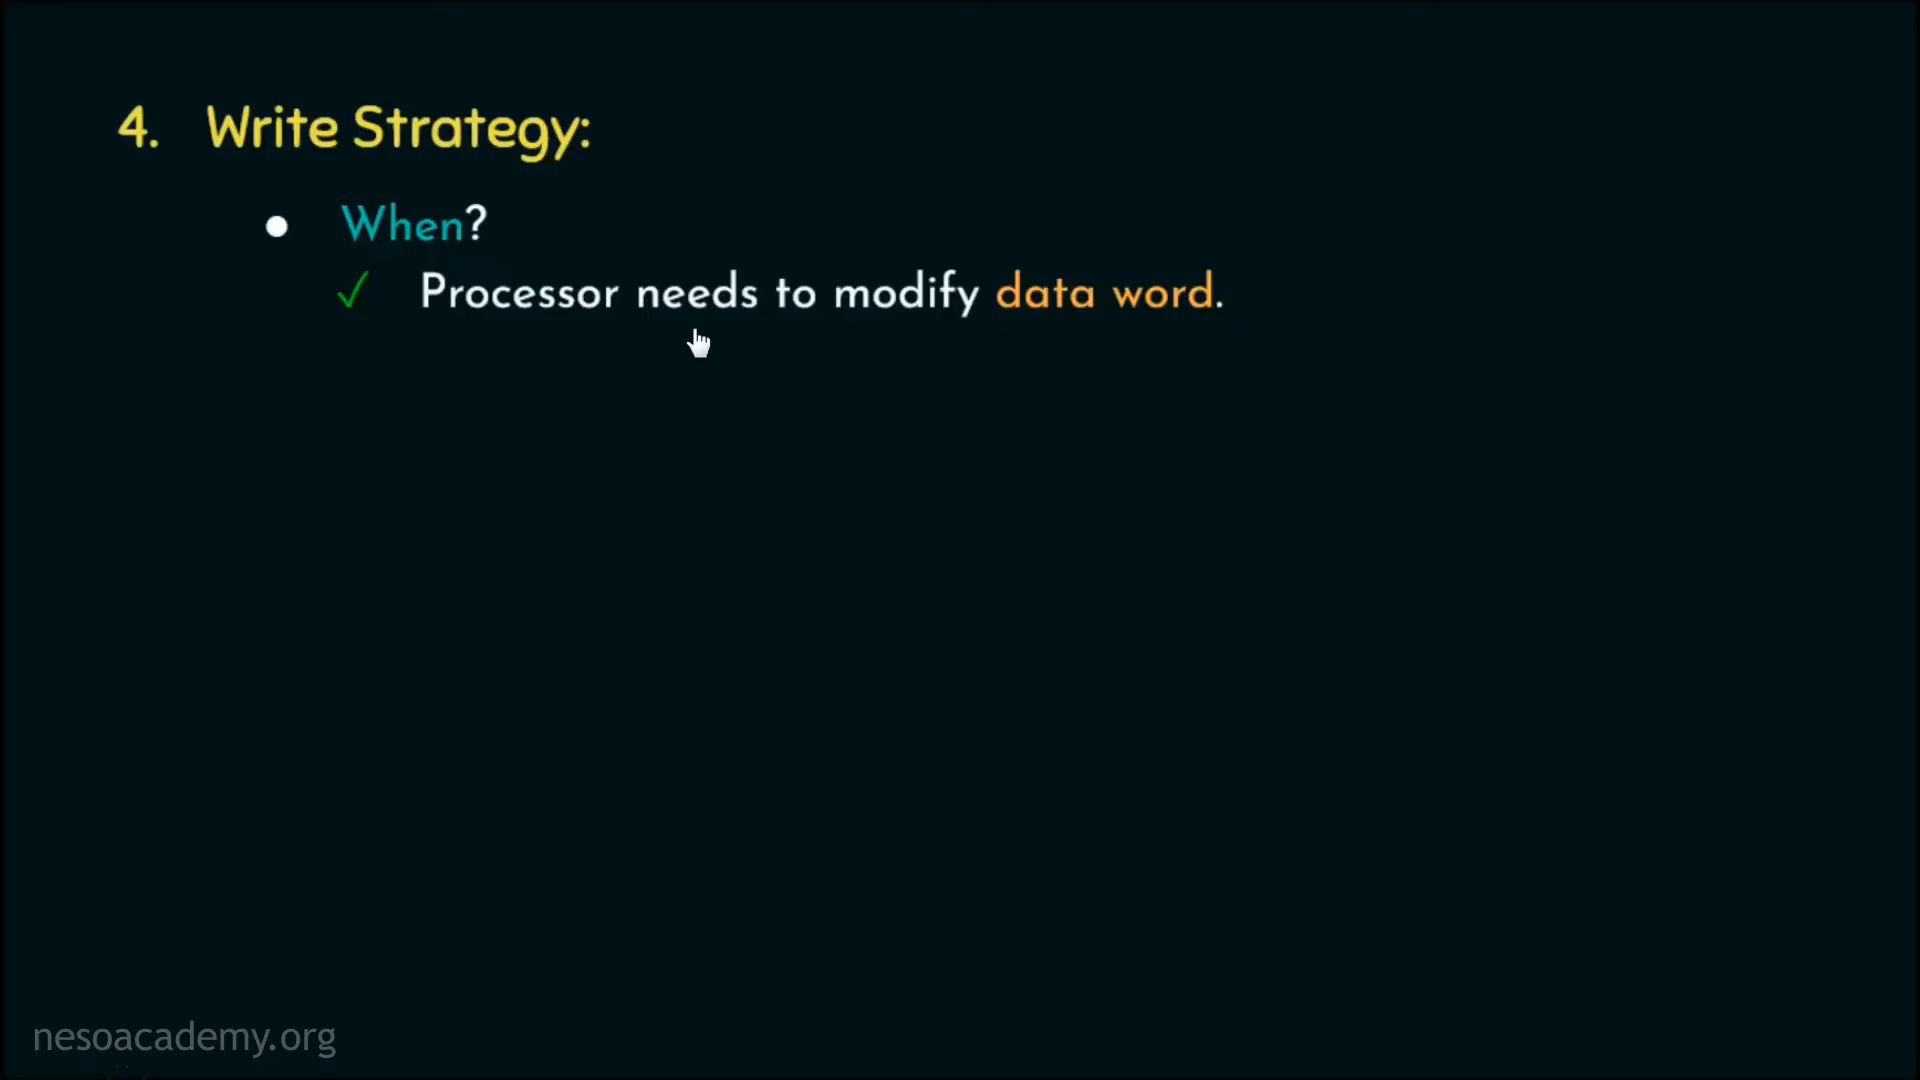 4. Write Strategy:
● When?
✓ Processor needs to modify data word.
nesoacademy.org